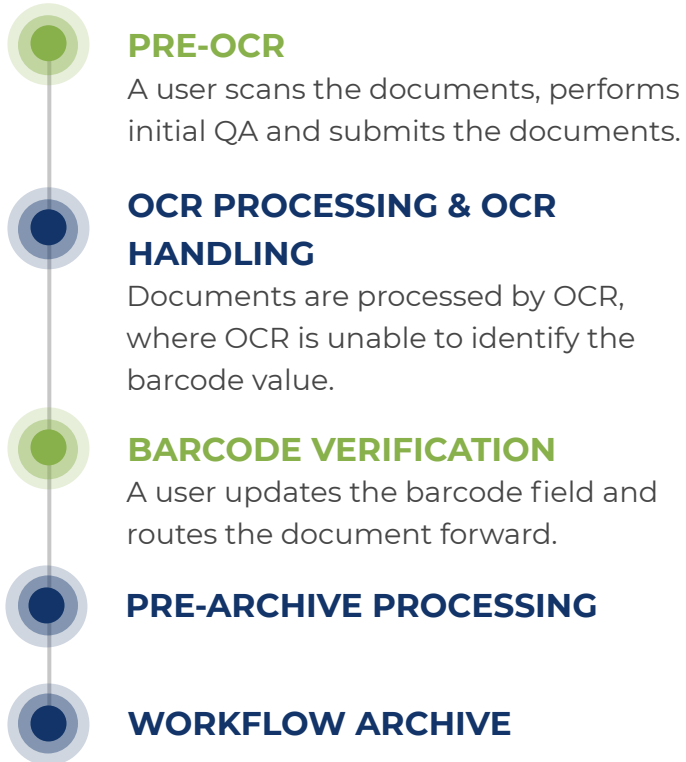 PRE-OCR
A user scans the documents, performs
initial QA and submits the documents.
OCR PROCESSING & OCR
HANDLING
Documents are processed by OCR,
where OCR is unable to identify the
barcode value.
BARCODE VERIFICATION
A user updates the barcode field and
routes the document forward.
PRE-ARCHIVE PROCESSING
WORKFLOW ARCHIVE